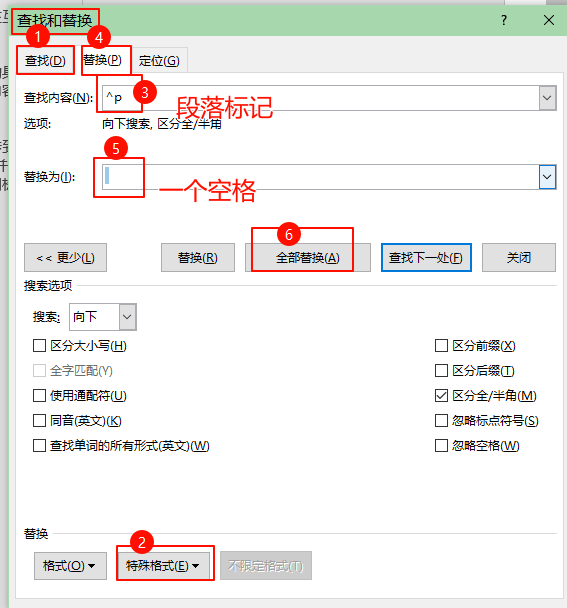 查找和替换
? ×
1 4
查找(D) 替换(P) 定位(G)
查找内容(N): ^p 3 段落标记
选项: 向下搜索, 区分全/半角
5
替换为(I): 一个空格
6
<< 更少(L) 替换(R) 全部替换(A) 查找下一处(F) 关闭
搜索选项
搜索: 向下
区分大小写(H) 区分前缀(X)
全字匹配(Y) 区分后缀(T)
使用通配符(U) 区分全/半角(M)
同音(英文)(K) 忽略标点符号(S)
查找单词的所有形式(英文)(W) 忽略空格(W)
替换
2
格式(O) 特殊格式(E) 不限定格式(T)